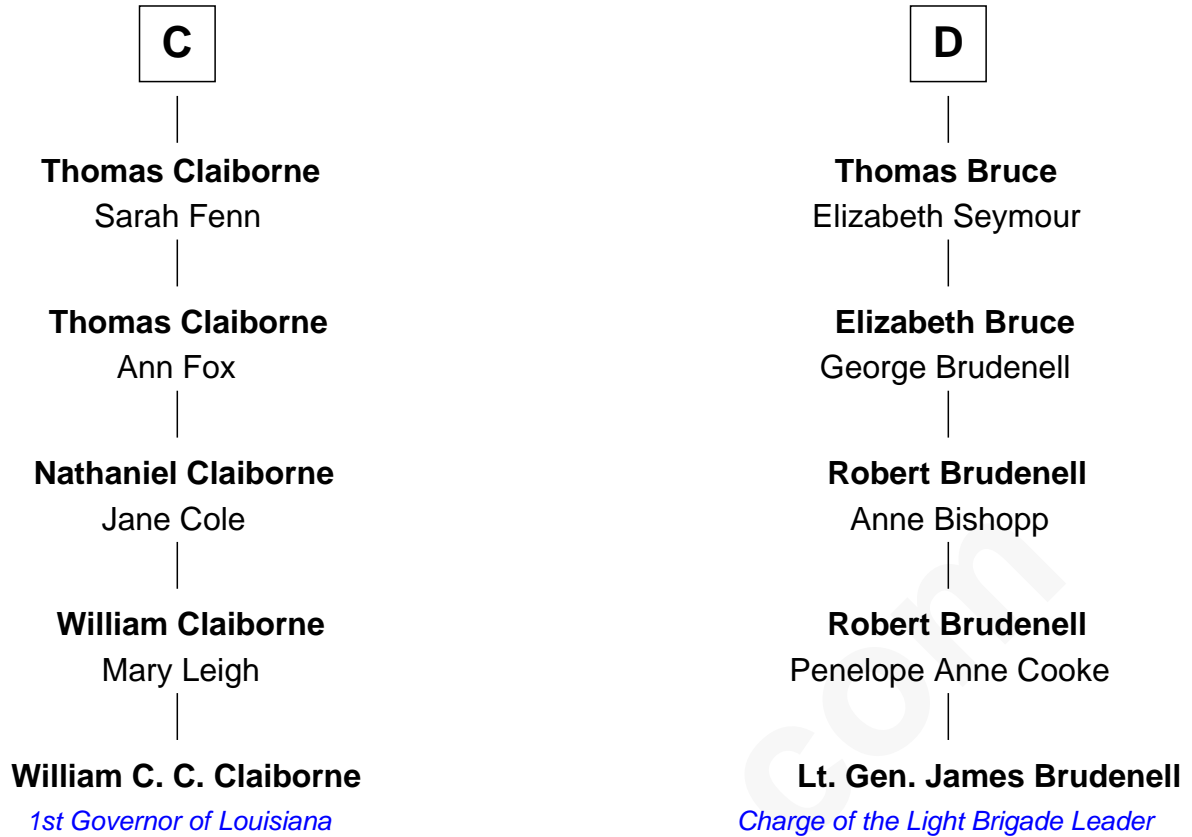 C
Thomas Claiborne
Sarah Fenn
Thomas Claiborne
Ann Fox
Nathaniel Claiborne
Jane Cole
William Claiborne
Mary Leigh
William C. C. Claiborne
1st Governor of Louisiana
D
Thomas Bruce
Elizabeth Seymour
Elizabeth Bruce
George Brudenell
Robert Brudenell
Anne Bishopp
Robert Brudenell
Penelope Anne Cooke
Lt. Gen. James Brudenell
Charge of the Light Brigade Leader
com